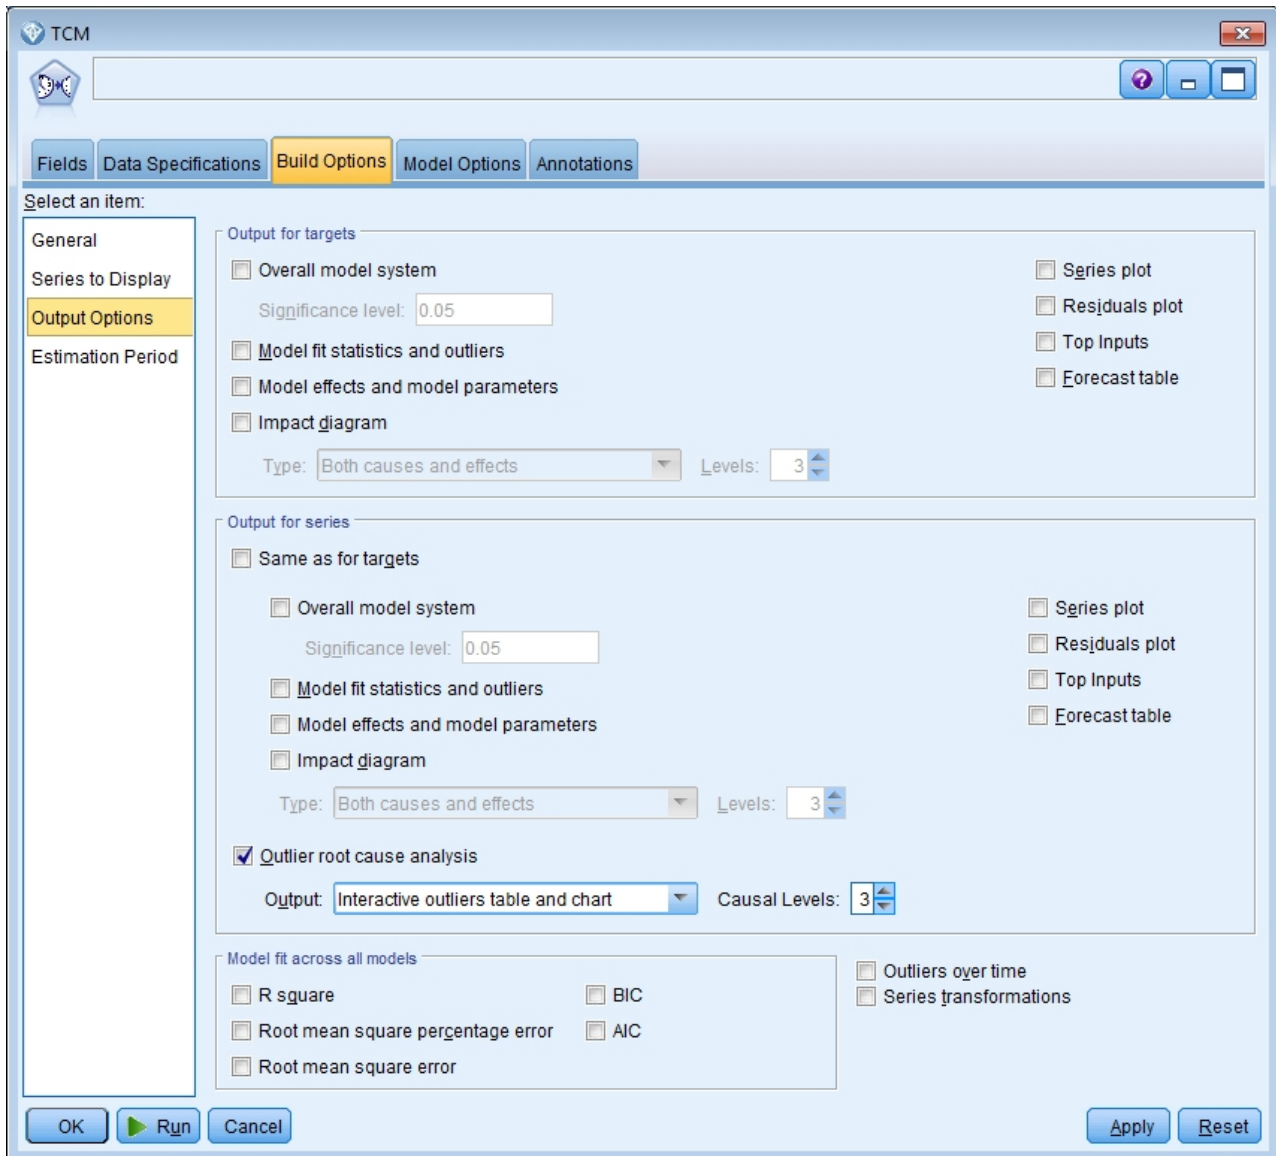 TCM
Fields Data Specifications Build Options Model Options Annotations
Select an item:
General
Series to Display
Output Options
Estimation Period
Output for targets
Overall model system
Significance level: 0.05
Model fit statistics and outliers
Model effects and model parameters
Impact diagram
Type: Both causes and effects Levels: 3
Series plot
Residuals plot
Top Inputs
Forecast table
Output for series
Same as for targets
Overall model system
Significance level: 0.05
Model fit statistics and outliers
Model effects and model parameters
Impact diagram
Type: Both causes and effects Levels: 3
Series plot
Residuals plot
Top Inputs
Forecast table
Outlier root cause analysis
Output: Interactive outliers table and chart Causal Levels: 3
Model fit across all models
R square
Root mean square percentage error
Root mean square error
BIC
AIC
Outliers over time
Series transformations
OK Run Cancel Apply Reset